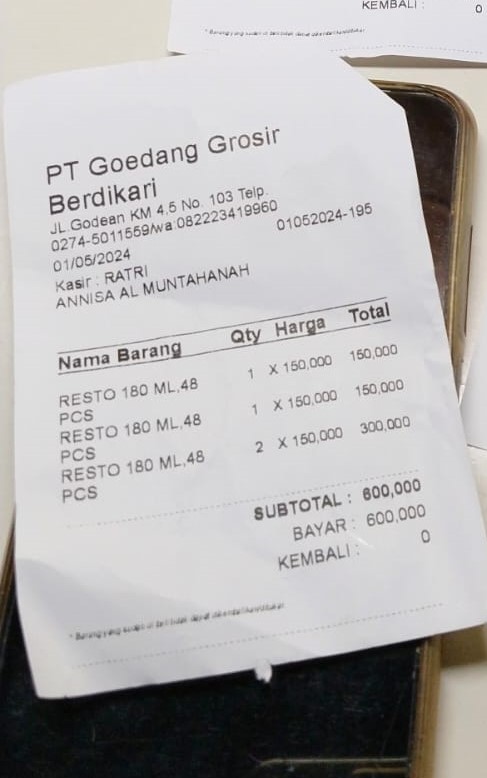 KEMBALI : 0
PT Goedang Grosir
Berdikari
JL.Godean KM 4,5 No. 103 Telp.
0274-5011559/wa:082223419960
01/05/2024 01052024-195
Kasir : RATRI
ANNISA AL MUNTAHANAH
Nama Barang Qty Harga Total
RESTO 180 ML,48 1 X 150,000 150,000
PCS
RESTO 180 ML,48 1 X 150,000 150,000
PCS
RESTO 180 ML,48 2 X 150,000 300,000
PCS
SUBTOTAL : 600,000
BAYAR : 600,000
KEMBALI : 0
* Barang yang sudah di beli tidak dapat